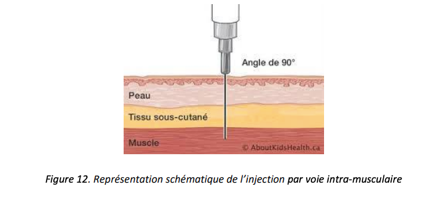 Angle de 90°
Peau
Tissu sous-cutané
Muscle
© AboutKidsHealth.ca
Figure 12. Représentation schématique de l'injection par voie intra-musculaire